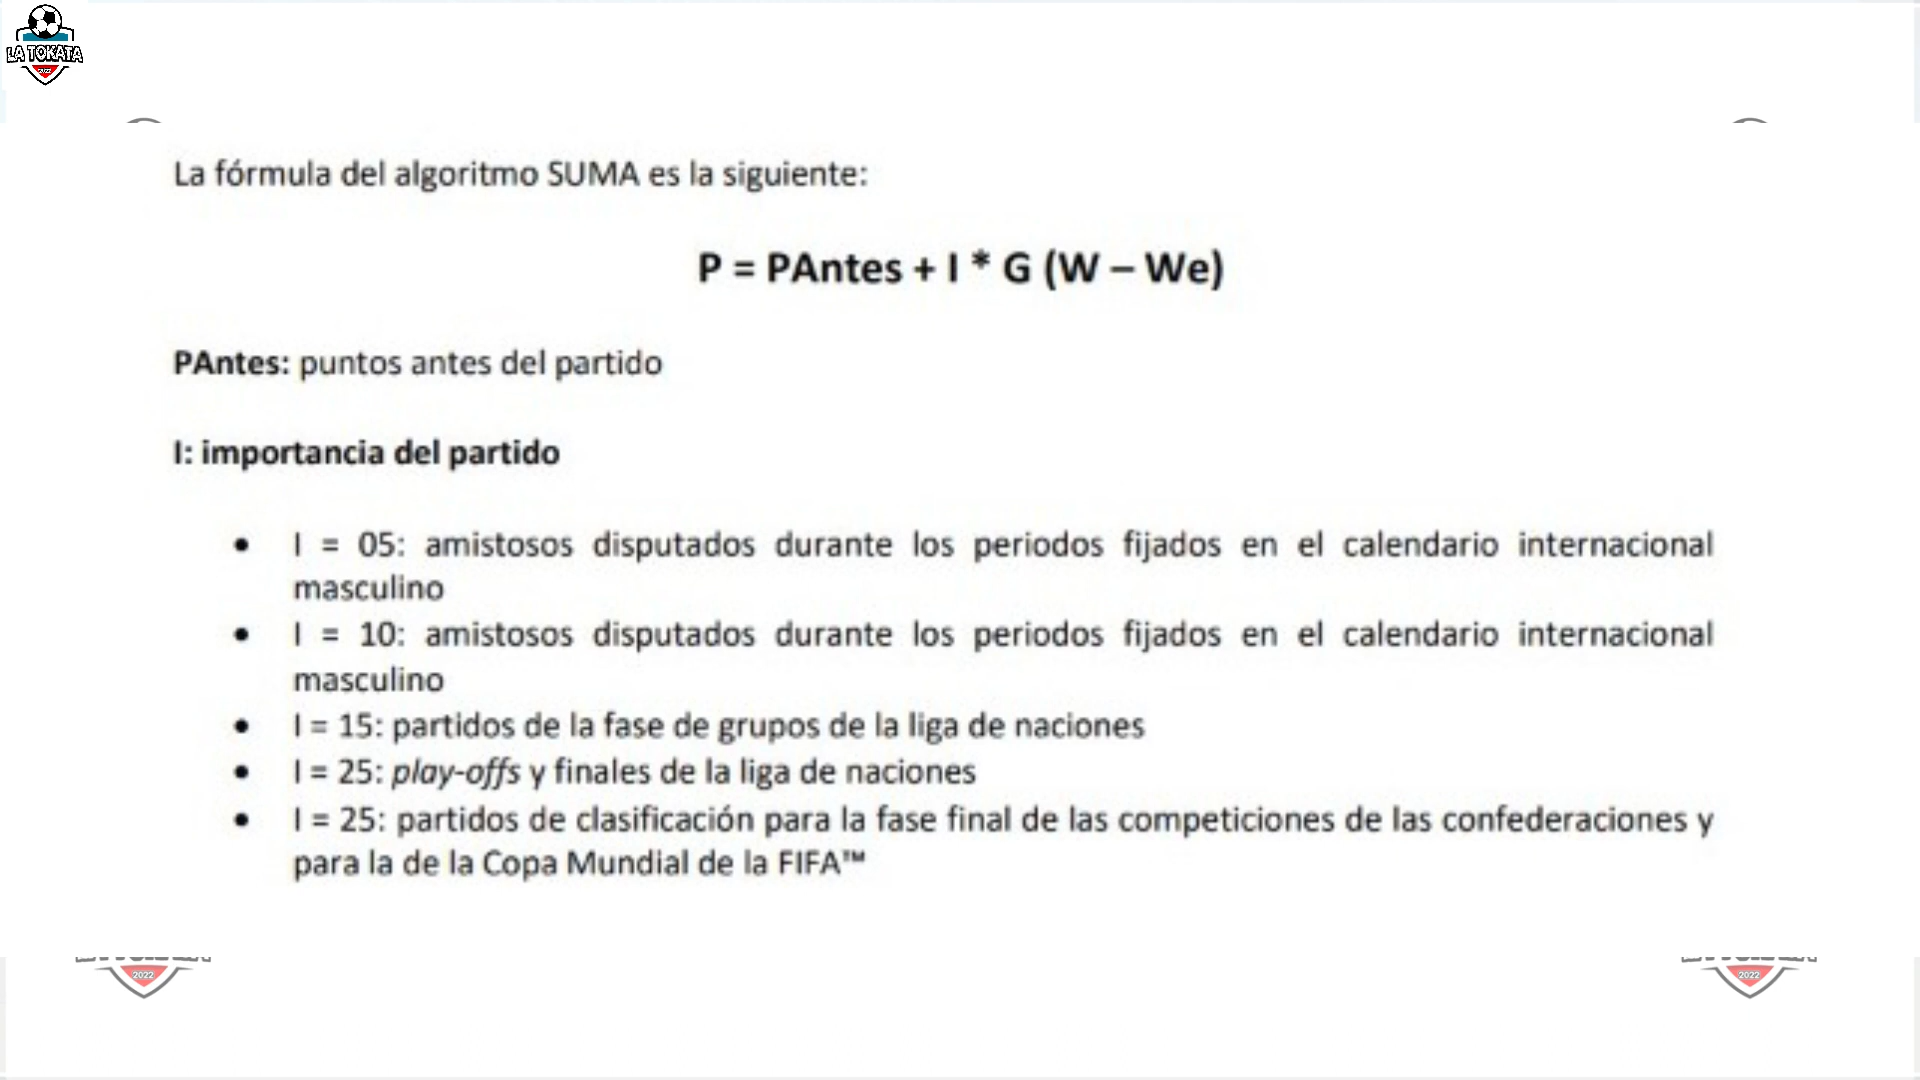 LA TOKATA
2022
La fórmula del algoritmo SUMA es la siguiente:
P = PAntes + I * G (W – We)
PAntes: puntos antes del partido
I: importancia del partido
• I = 05: amistosos disputados durante los periodos fijados en el calendario internacional
masculino
• I = 10: amistosos disputados durante los periodos fijados en el calendario internacional
masculino
• I = 15: partidos de la fase de grupos de la liga de naciones
• I = 25: play-offs y finales de la liga de naciones
• I = 25: partidos de clasificación para la fase final de las competiciones de las confederaciones y
para la de la Copa Mundial de la FIFA™
2022
2022